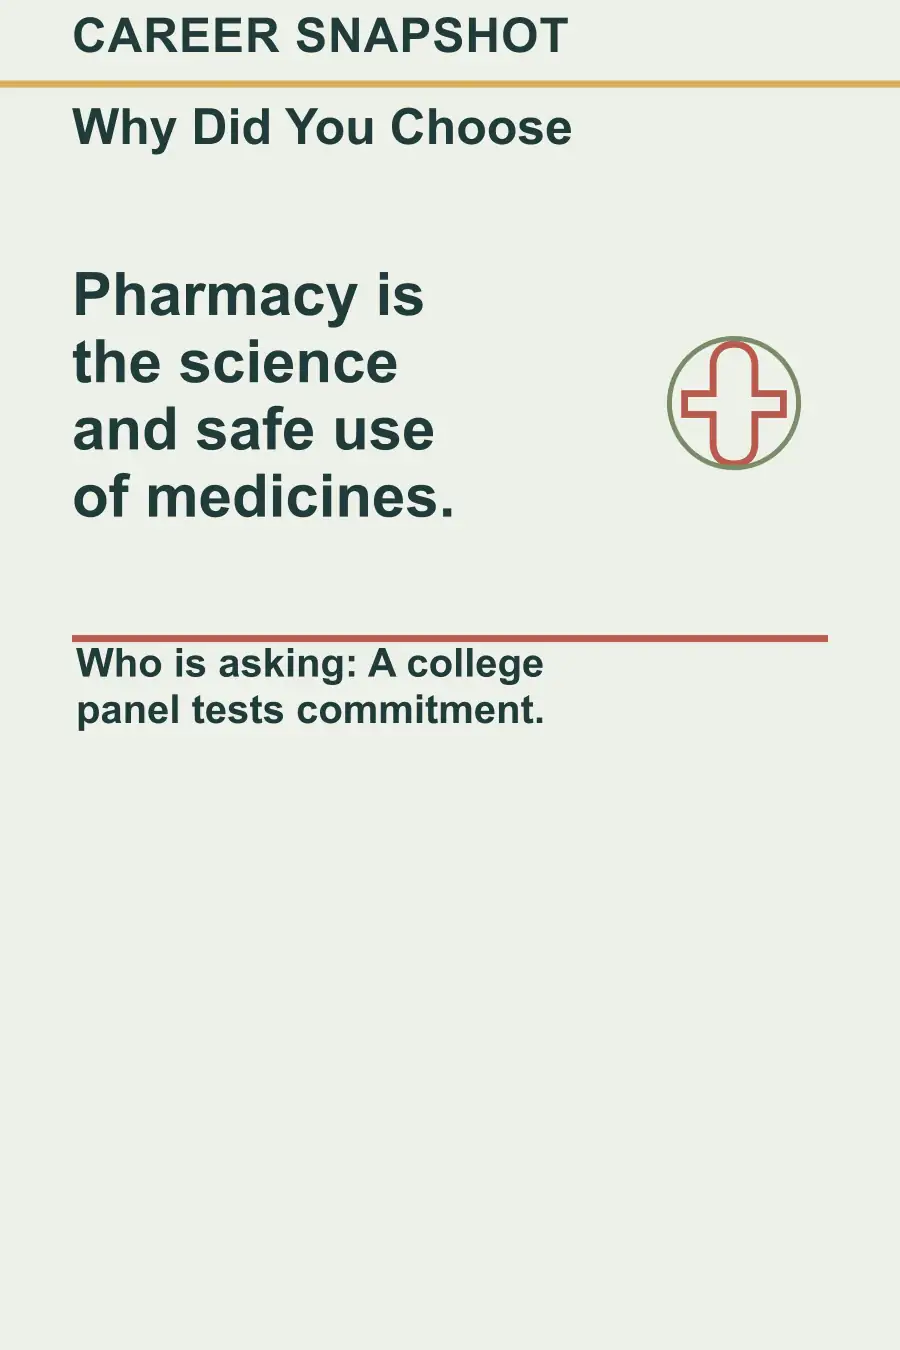 CAREER SNAPSHOT
Why Did You Choose
Pharmacy is
the science
and safe use
of medicines.
Who is asking: A college
panel tests commitment.